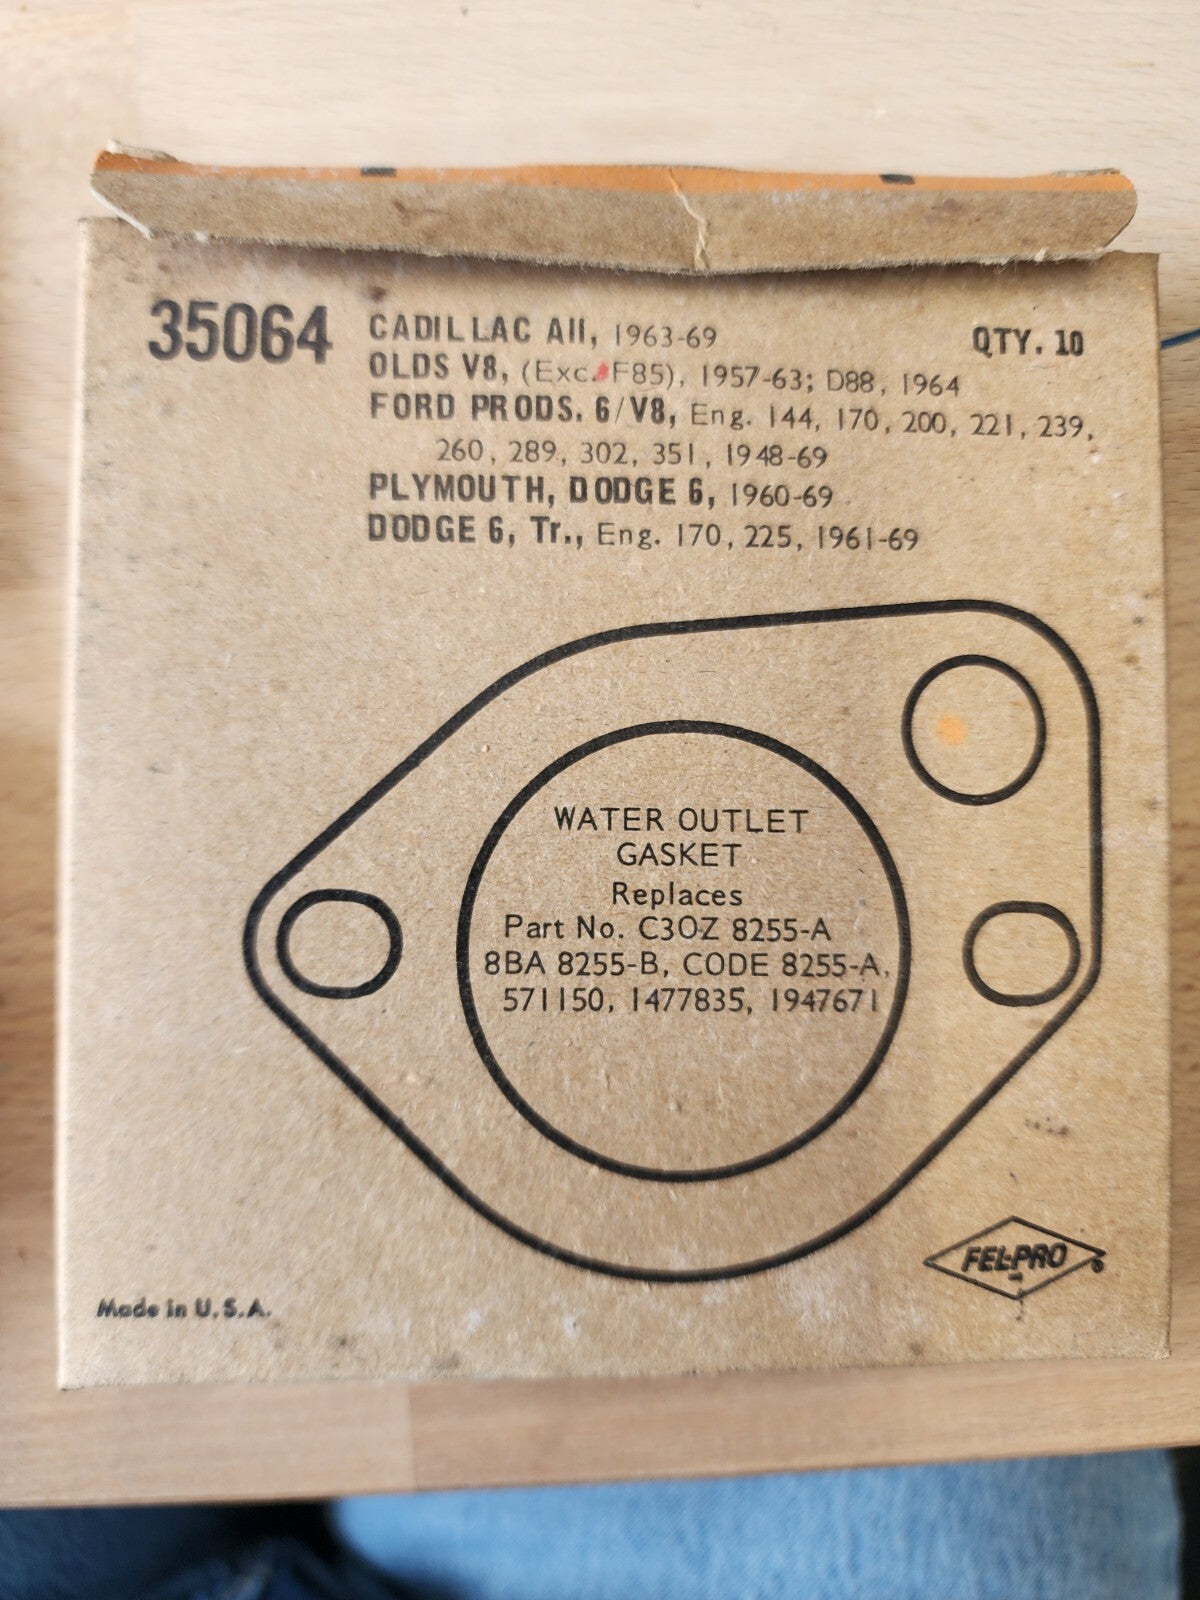 35064
CADILLAC All, 1963-69
QTY. 10
OLDS V8, (Exc. F85), 1957-63; D88, 1964
FORD PRODS. 6/V8, Eng. 144, 170, 200, 221, 239,
260, 289, 302, 351, 1948-69
PLYMOUTH, DODGE 6, 1960-69
DODGE 6, Tr., Eng. 170, 225, 1961-69
WATER OUTLET
GASKET
Replaces
Part No. C3OZ 8255-A
8BA 8255-B, CODE 8255-A,
571150, 1477835, 1947671
FEL-PRO
Made in U.S.A.